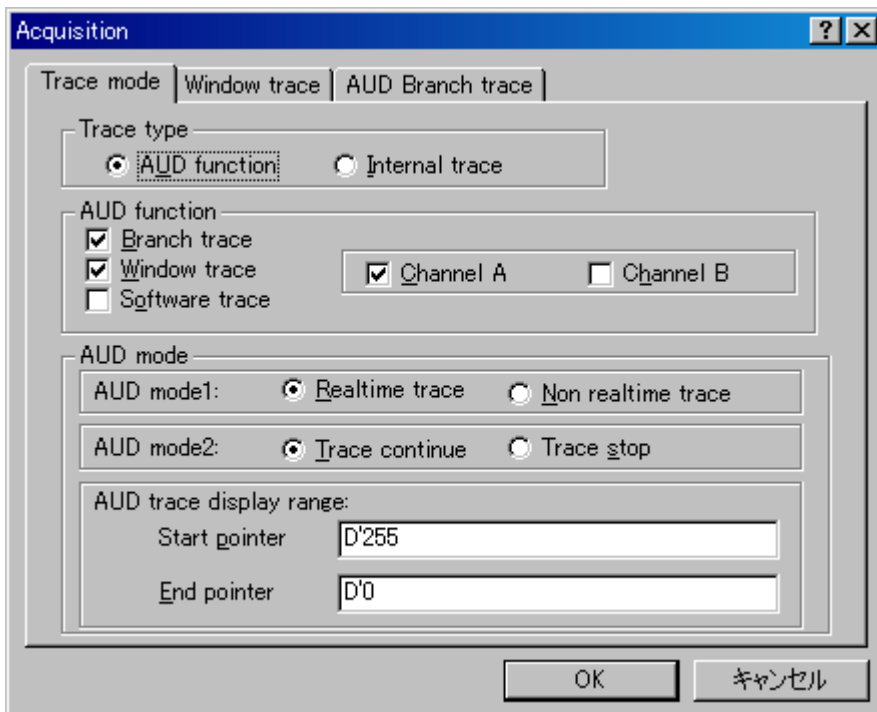 Acquisition
Trace mode Window trace AUD Branch trace
Trace type
AUD function Internal trace
AUD function
Branch trace
Window trace Channel A Channel B
Software trace
AUD mode
AUD mode1: Realtime trace Non realtime trace
AUD mode2: Trace continue Trace stop
AUD trace display range:
Start pointer D'255
End pointer D'0
OK キャンセル